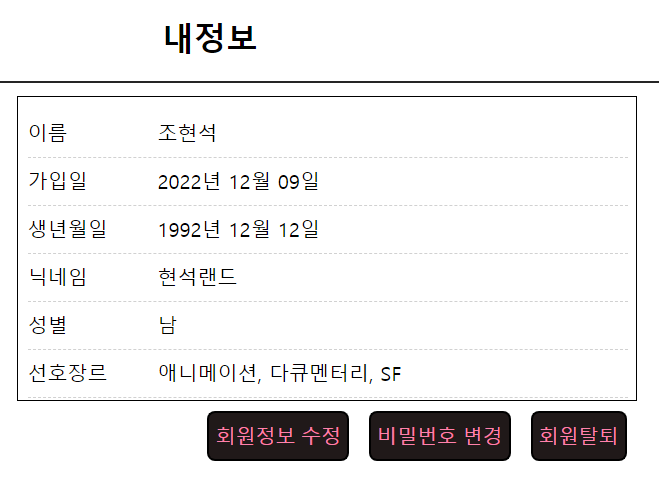 내정보
이름 조현석
가입일 2022년 12월 09일
생년월일 1992년 12월 12일
닉네임 현석랜드
성별 남
선호장르 애니메이션, 다큐멘터리, SF
회원정보 수정 비밀번호 변경 회원탈퇴